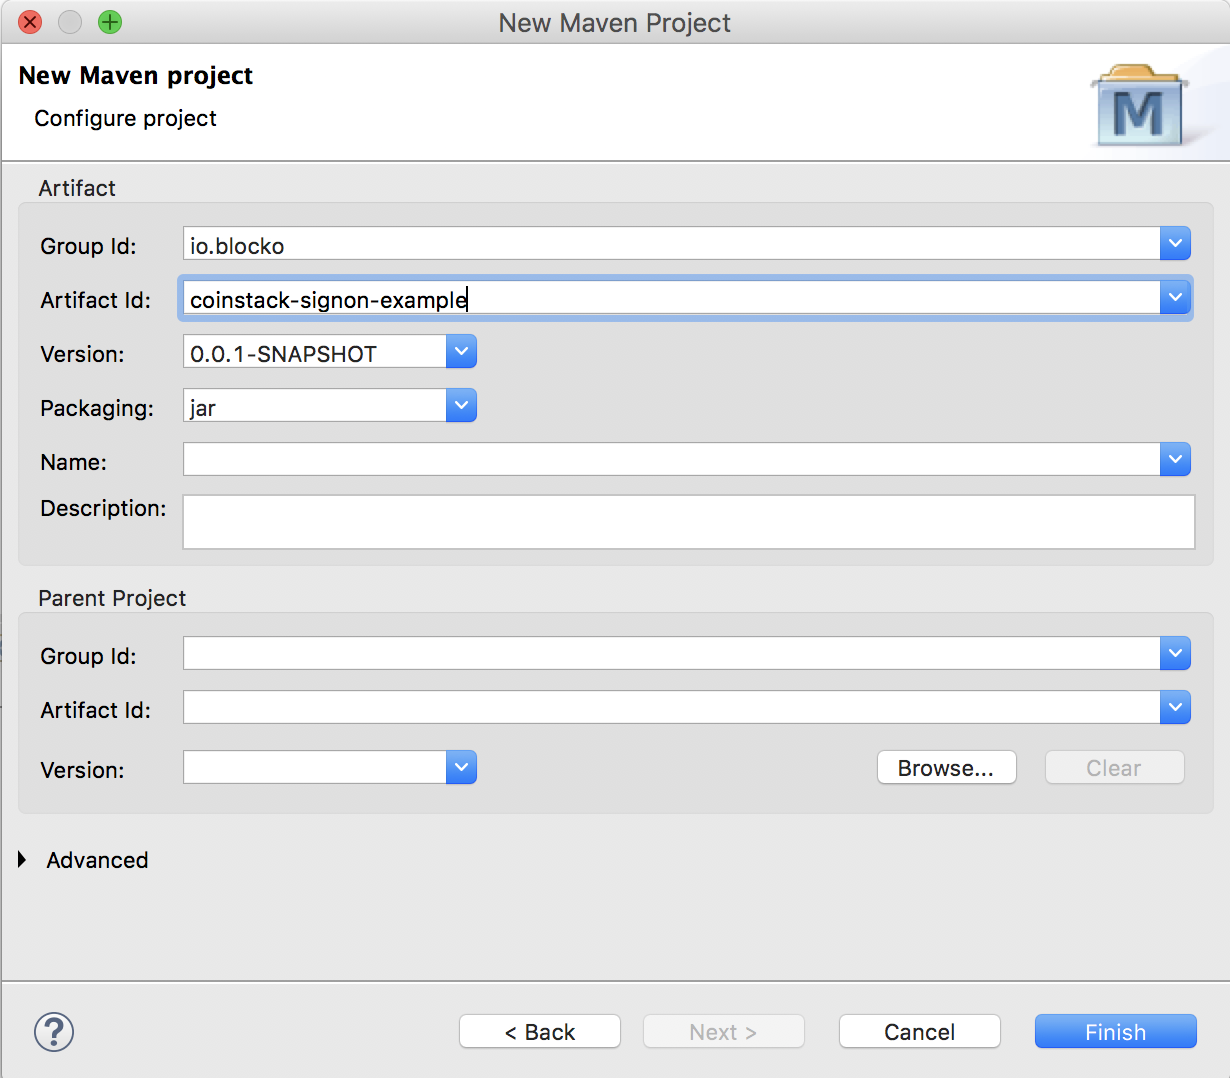 New Maven Project
New Maven project
Configure project
M
Artifact
Group Id: io.blocko
Artifact Id: coinstack-signon-example
Version: 0.0.1-SNAPSHOT
Packaging: jar
Name:
Description:
Parent Project
Group Id:
Artifact Id:
Version:
Browse... Clear
Advanced
? < Back Next > Cancel Finish